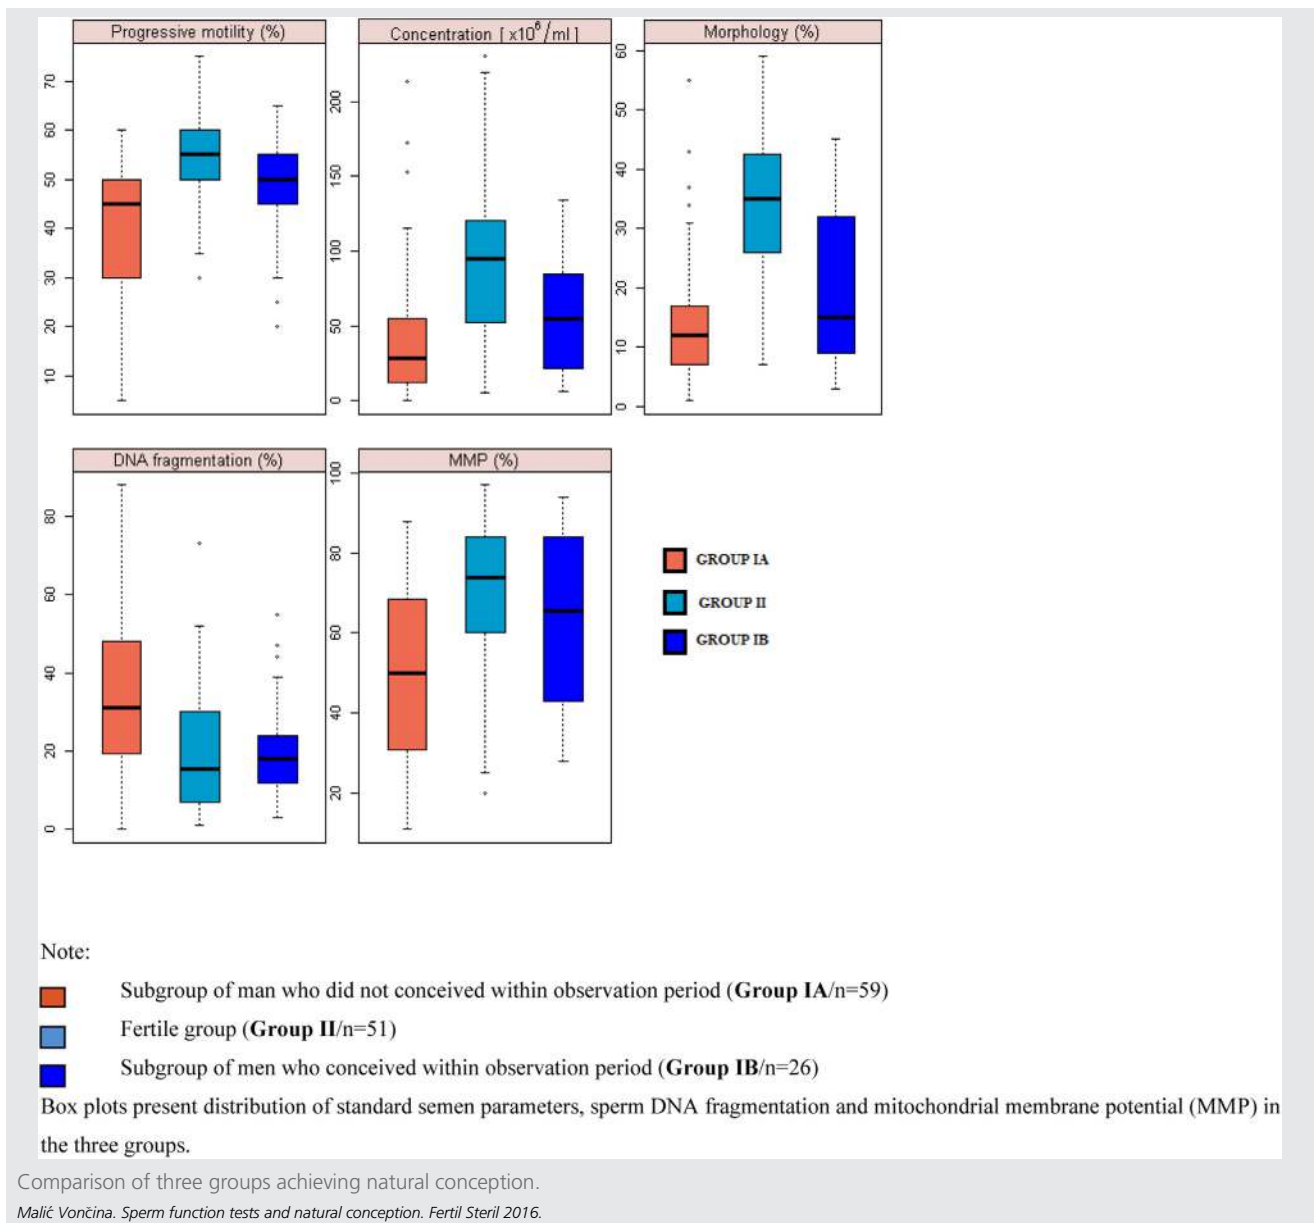 Progressive motility (%)
Concentration [ x10⁶/ml ]
Morphology (%)
70
60
50
40
30
20
10
200
150
100
50
0
60
50
40
30
20
10
0
DNA fragmentation (%)
MMP (%)
80
60
40
20
0
100
80
60
40
20
GROUP IA
GROUP II
GROUP IB
Note:
Subgroup of man who did not conceived within observation period (Group IA/n=59)
Fertile group (Group II/n=51)
Subgroup of men who conceived within observation period (Group IB/n=26)
Box plots present distribution of standard semen parameters, sperm DNA fragmentation and mitochondrial membrane potential (MMP) in
the three groups.
Comparison of three groups achieving natural conception.
Malić Vončina. Sperm function tests and natural conception. Fertil Steril 2016.